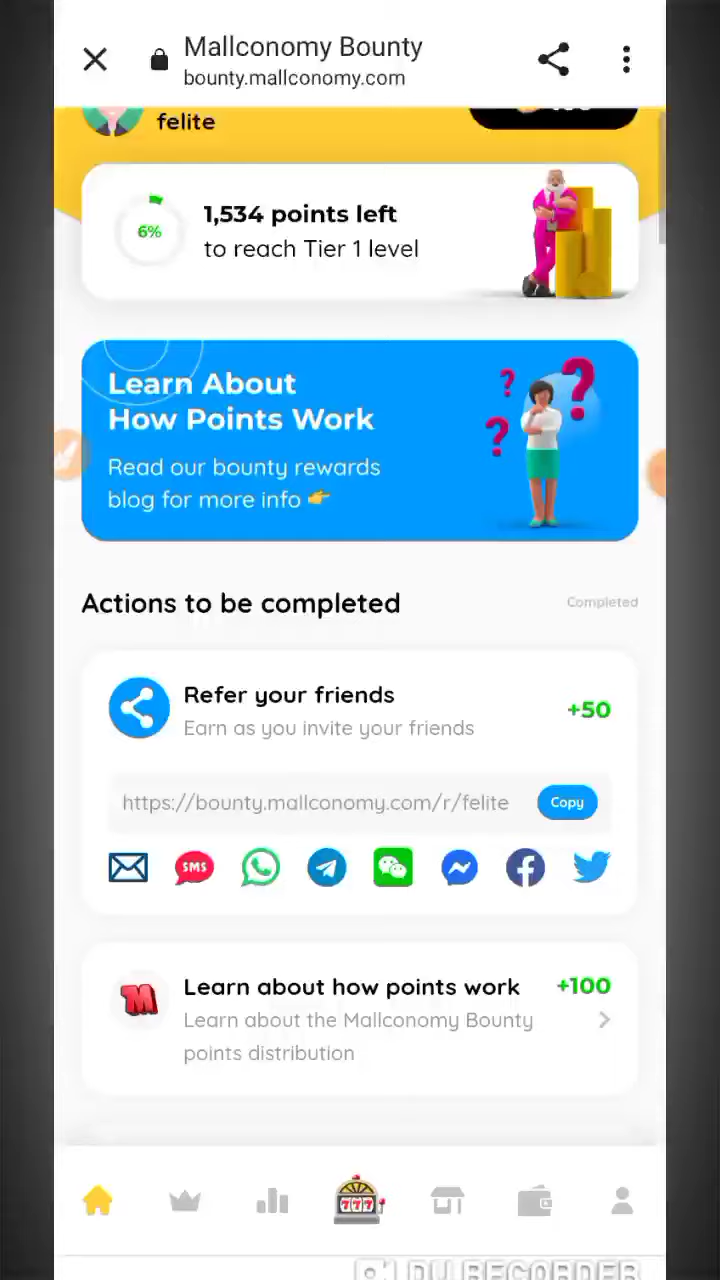 Mallconomy Bounty
bounty.mallconomy.com
felite
6%
1,534 points left
to reach Tier 1 level
Learn About
How Points Work
Read our bounty rewards
blog for more info 👉
Actions to be completed
Completed
Refer your friends
+50
Earn as you invite your friends
https://bounty.mallconomy.com/r/felite
Copy
SMS
M
Learn about how points work
+100
Learn about the Mallconomy Bounty
points distribution
777
DU RECORDER